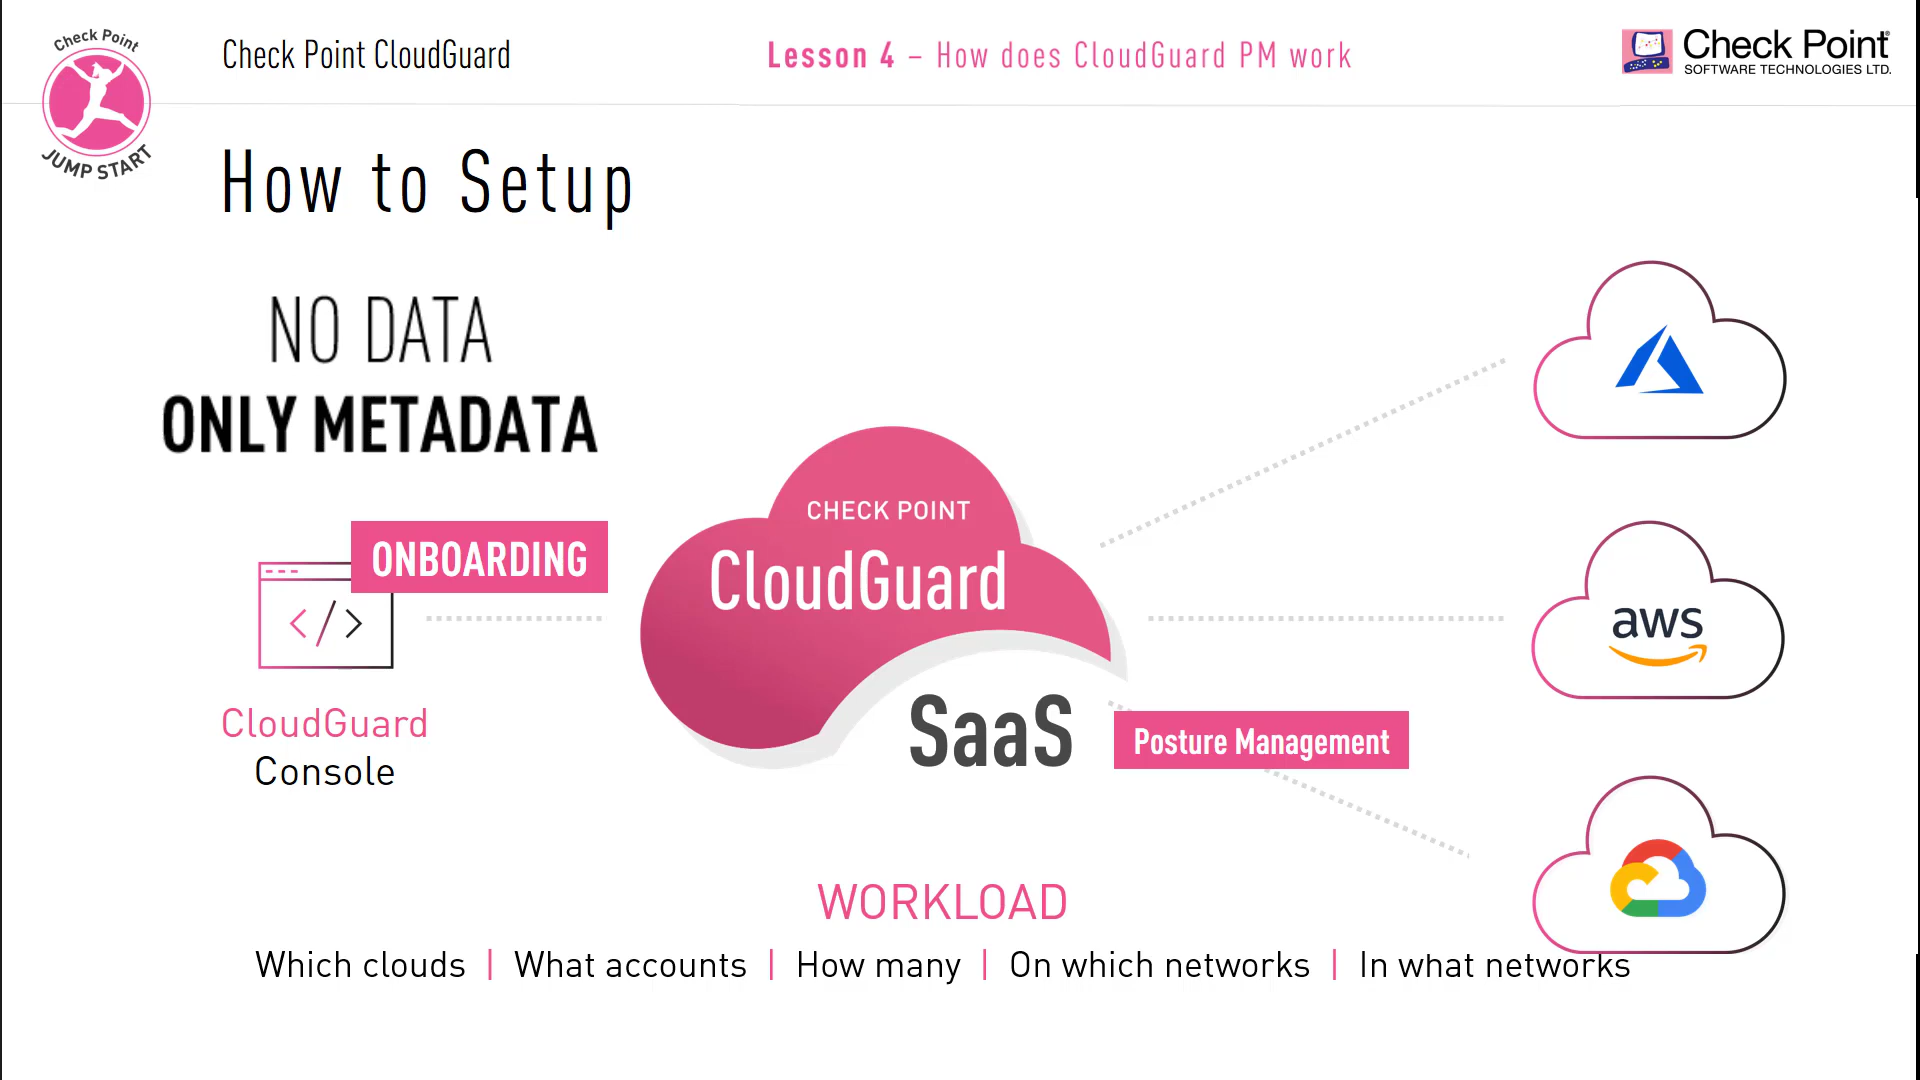 Check Point
JUMP START
Check Point CloudGuard
Lesson 4 – How does CloudGuard PM work
Check Point
SOFTWARE TECHNOLOGIES LTD.
How to Setup
NO DATA
ONLY METADATA
ONBOARDING
</>
CloudGuard
Console
CHECK POINT
CloudGuard
SaaS
Posture Management
aws
WORKLOAD
Which clouds | What accounts | How many | On which networks | In what networks